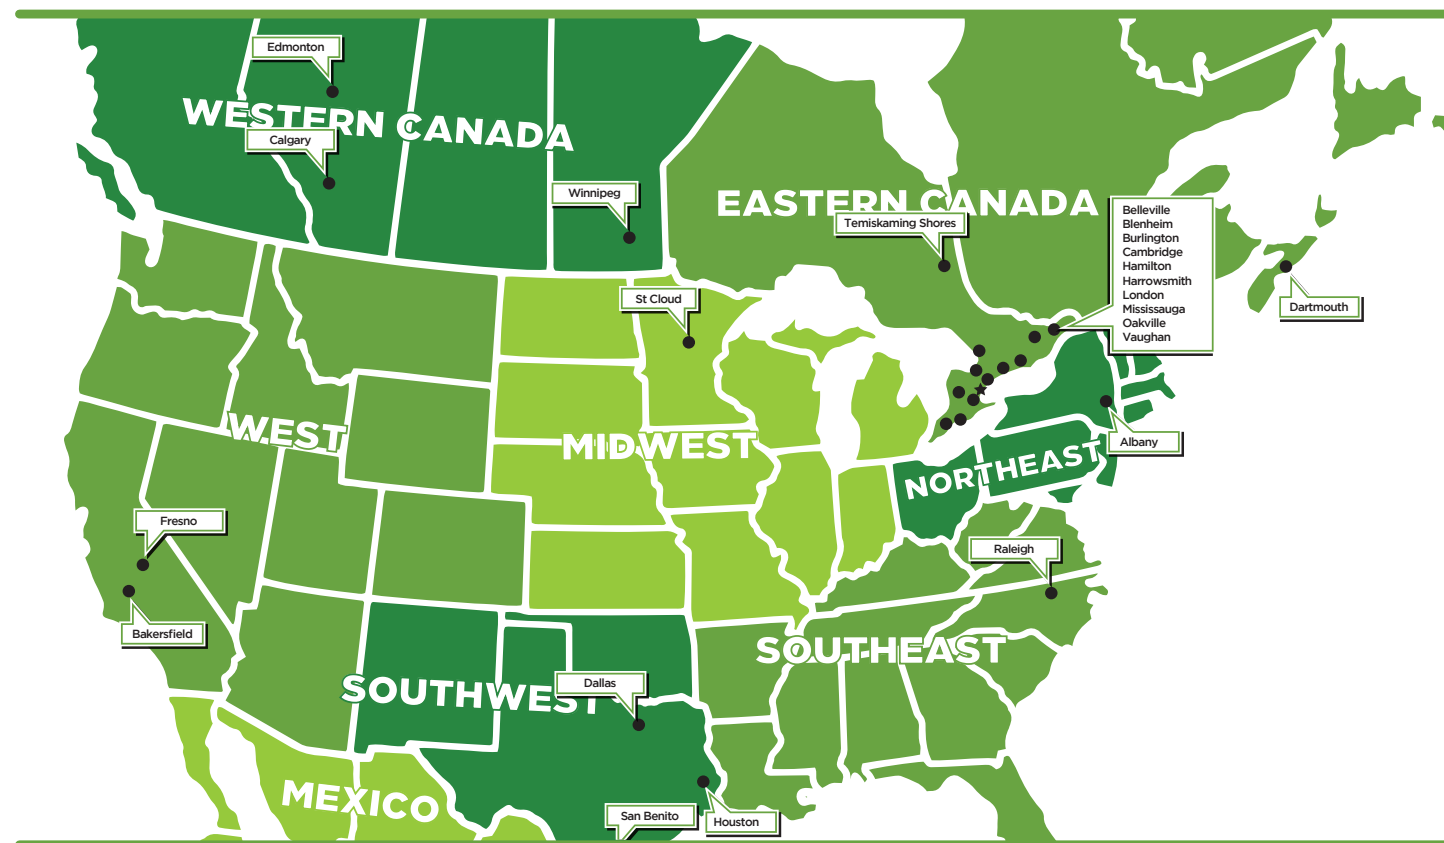 Edmonton
WESTERN CANADA
Calgary
Winnipeg
EASTERN CANADA
Temiskaming Shores
Belleville
Blenheim
Burlington
Cambridge
Hamilton
Harrowsmith
London
Mississauga
Oakville
Vaughan
Dartmouth
St Cloud
WEST
MIDWEST
Albany
NORTHEAST
Fresno
Raleigh
Bakersfield
SOUTHEAST
SOUTHWEST
Dallas
MEXICO
San Benito
Houston